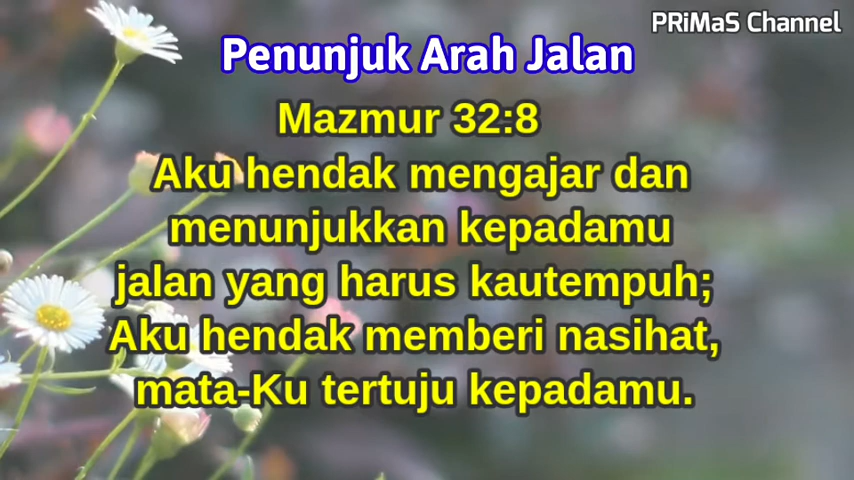 PRiMaS Channel
Penunjuk Arah Jalan
Mazmur 32:8
Aku hendak mengajar dan
menunjukkan kepadamu
jalan yang harus kautempuh;
Aku hendak memberi nasihat,
mata-Ku tertuju kepadamu.